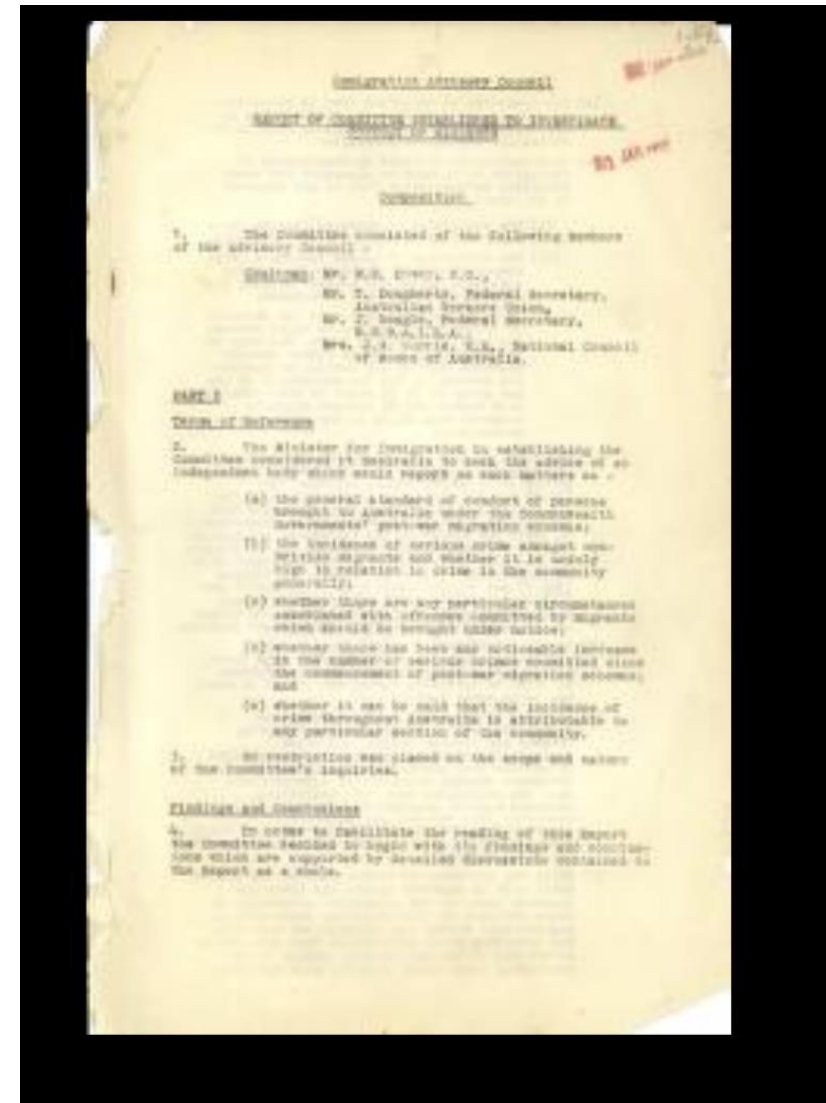 Immigration Advisory Council
REPORT OF COMMITTEE ESTABLISHED TO INVESTIGATE
CONDUCT OF MIGRANTS
Composition
1. The Committee consisted of the following members
of the Advisory Council -
Chairman: Mr.
Mr. T. Dougherty, Federal Secretary,
Australian Workers Union,
Mr. J. Neagle, Federal Secretary,
Mrs. National Council
of Women of Australia.
PART I
Terms of Reference
2. The Minister for Immigration in establishing the
Committee considered it desirable to seek the advice of an
independent body which would report on such matters as -
(a) the general standard of conduct of persons
brought to Australia under the Commonwealth
Governments' post-war migration schemes;
(b) the incidence of serious crime amongst non-
British migrants and whether it is unduly
high in relation to crime in the community
generally;
(c) whether there are any particular circumstances
associated with offences committed by migrants
which should be brought under notice;
(d) whether there has been any noticeable increase
in the number of serious crimes committed since
the commencement of post-war migration schemes;
and
(e) whether it can be said that the incidence of
crime throughout Australia is attributable to
any particular section of the community.
3. No restriction was placed on the scope and nature
of the Committee's inquiries.
Findings and Conclusions
4. In order to facilitate the reading of this Report
the Committee decided to begin with its findings and conclus-
ions which are supported by detailed discussions contained in
the Report as a whole.